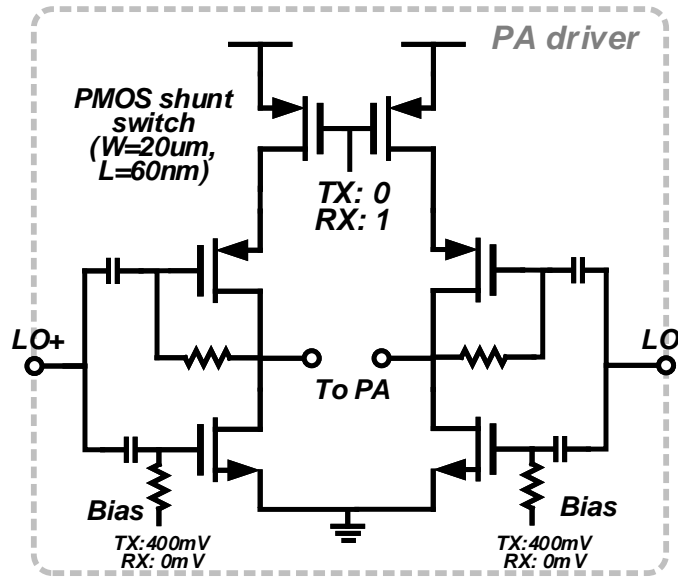 PA driver
PMOS shunt
switch
(W=20um,
L=60nm)
TX: 0
RX: 1
LO+
LO
To PA
Bias
TX:400mV
RX: 0mV
Bias
TX:400mV
RX: 0mV